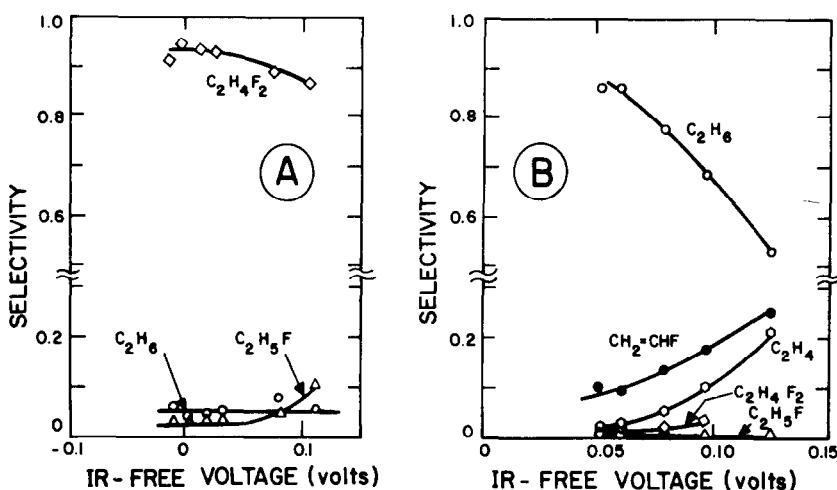 1.0
0.8
0.6
0.2
0
SELECTIVITY
C₂H₄F₂
A
C₂H₆
C₂H₅F
-0.1
0
0.1
IR-FREE VOLTAGE (volts)
1.0
0.8
0.6
0.2
0
SELECTIVITY
C₂H₆
B
CH₂=CHF
C₂H₄
C₂H₄F₂
C₂H₅F
0.05
0.05
0.10
0.15
IR-FREE VOLTAGE (volts)